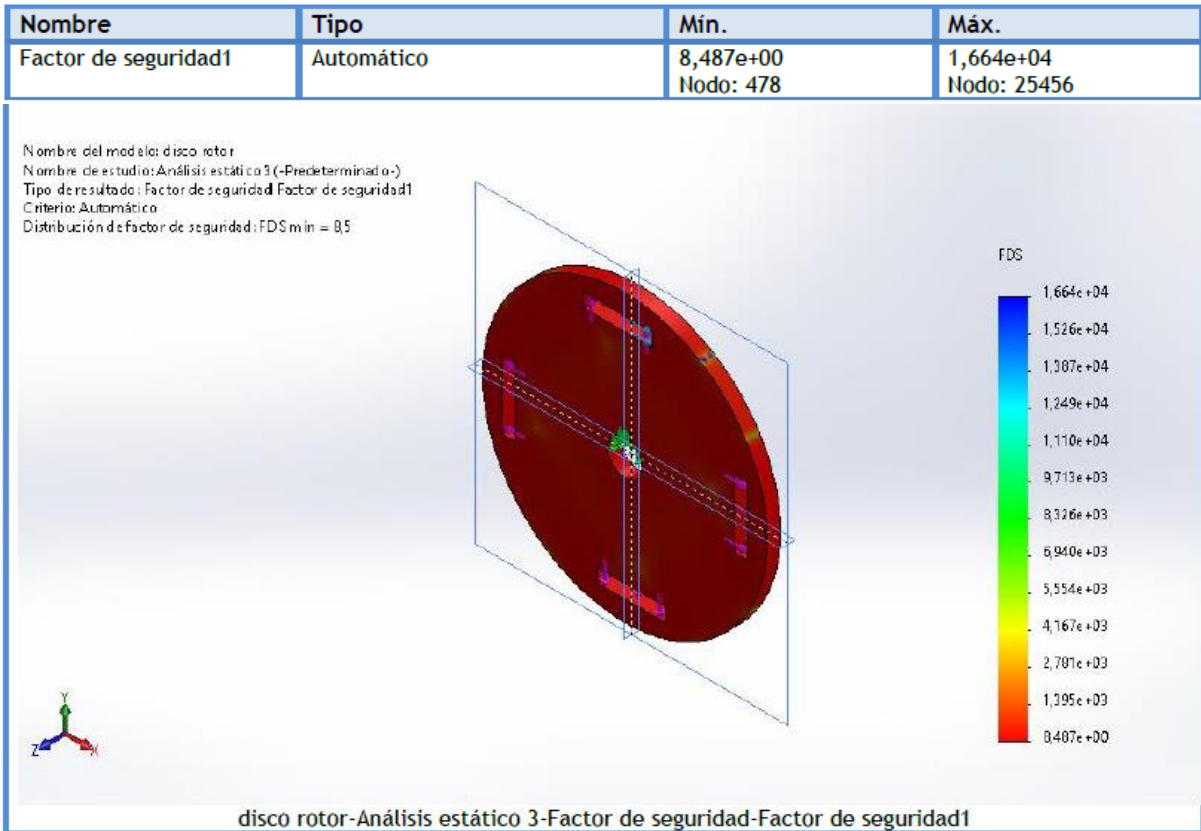 Nombre Tipo Mín. Máx.
Factor de seguridad1 Automático 8,487e+00 1,664e+04
Nodo: 478 Nodo: 25456
Nombre del modelo: disco rotor
Nombre de estudio: Análisis estático 3 (-Predeterminado-)
Tipo de resultado: Factor de seguridad Factor de seguridad1
Criterio: Automático
Distribución de factor de seguridad: FDS min = 8,5
FDS
1,664e+04
1,526e+04
1,387e+04
1,249e+04
1,110e+04
9,713e+03
8,326e+03
6,940e+03
5,554e+03
4,167e+03
2,781e+03
1,395e+03
8,487e+00
Y
Z X
disco rotor-Análisis estático 3-Factor de seguridad-Factor de seguridad1